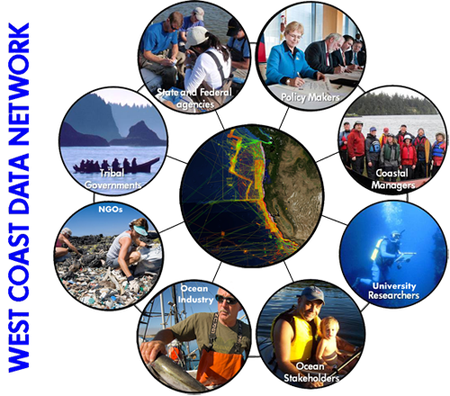 WEST COAST DATA NETWORK
State and Federal
agencies
Policy Makers
Coastal
Managers
University
Researchers
Ocean
Stakeholders
Ocean
Industry
NGOs
Tribal
Governments